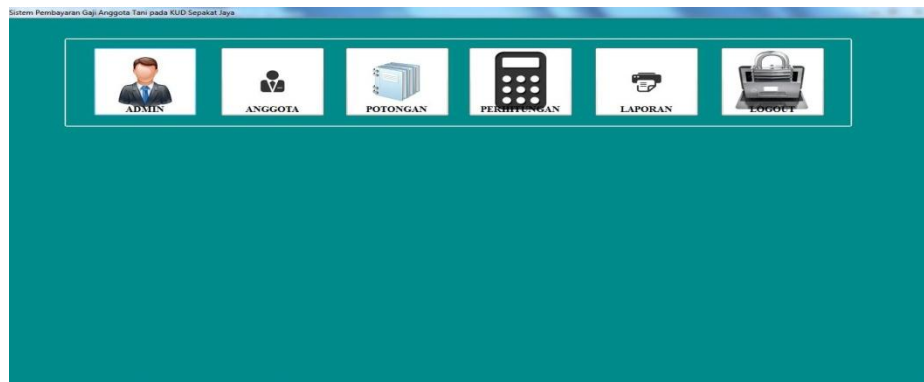 Sistem Pembayaran Gaji Anggota Tani pada KUD Sepakat Jaya
ADMIN ANGGOTA POTONGAN PERHITUNGAN LAPORAN LOGOUT